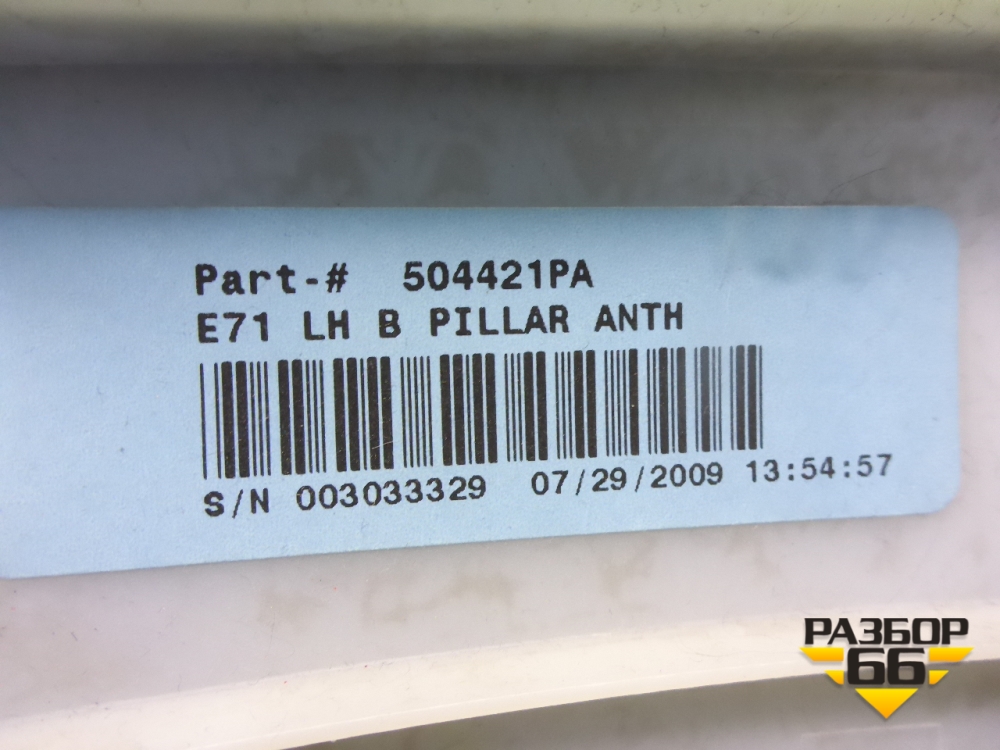 Part-# 504421PA
E71 LH B PILLAR ANTH
S/N 003033329 07/29/2009 13:54:57
РАЗБОР
66